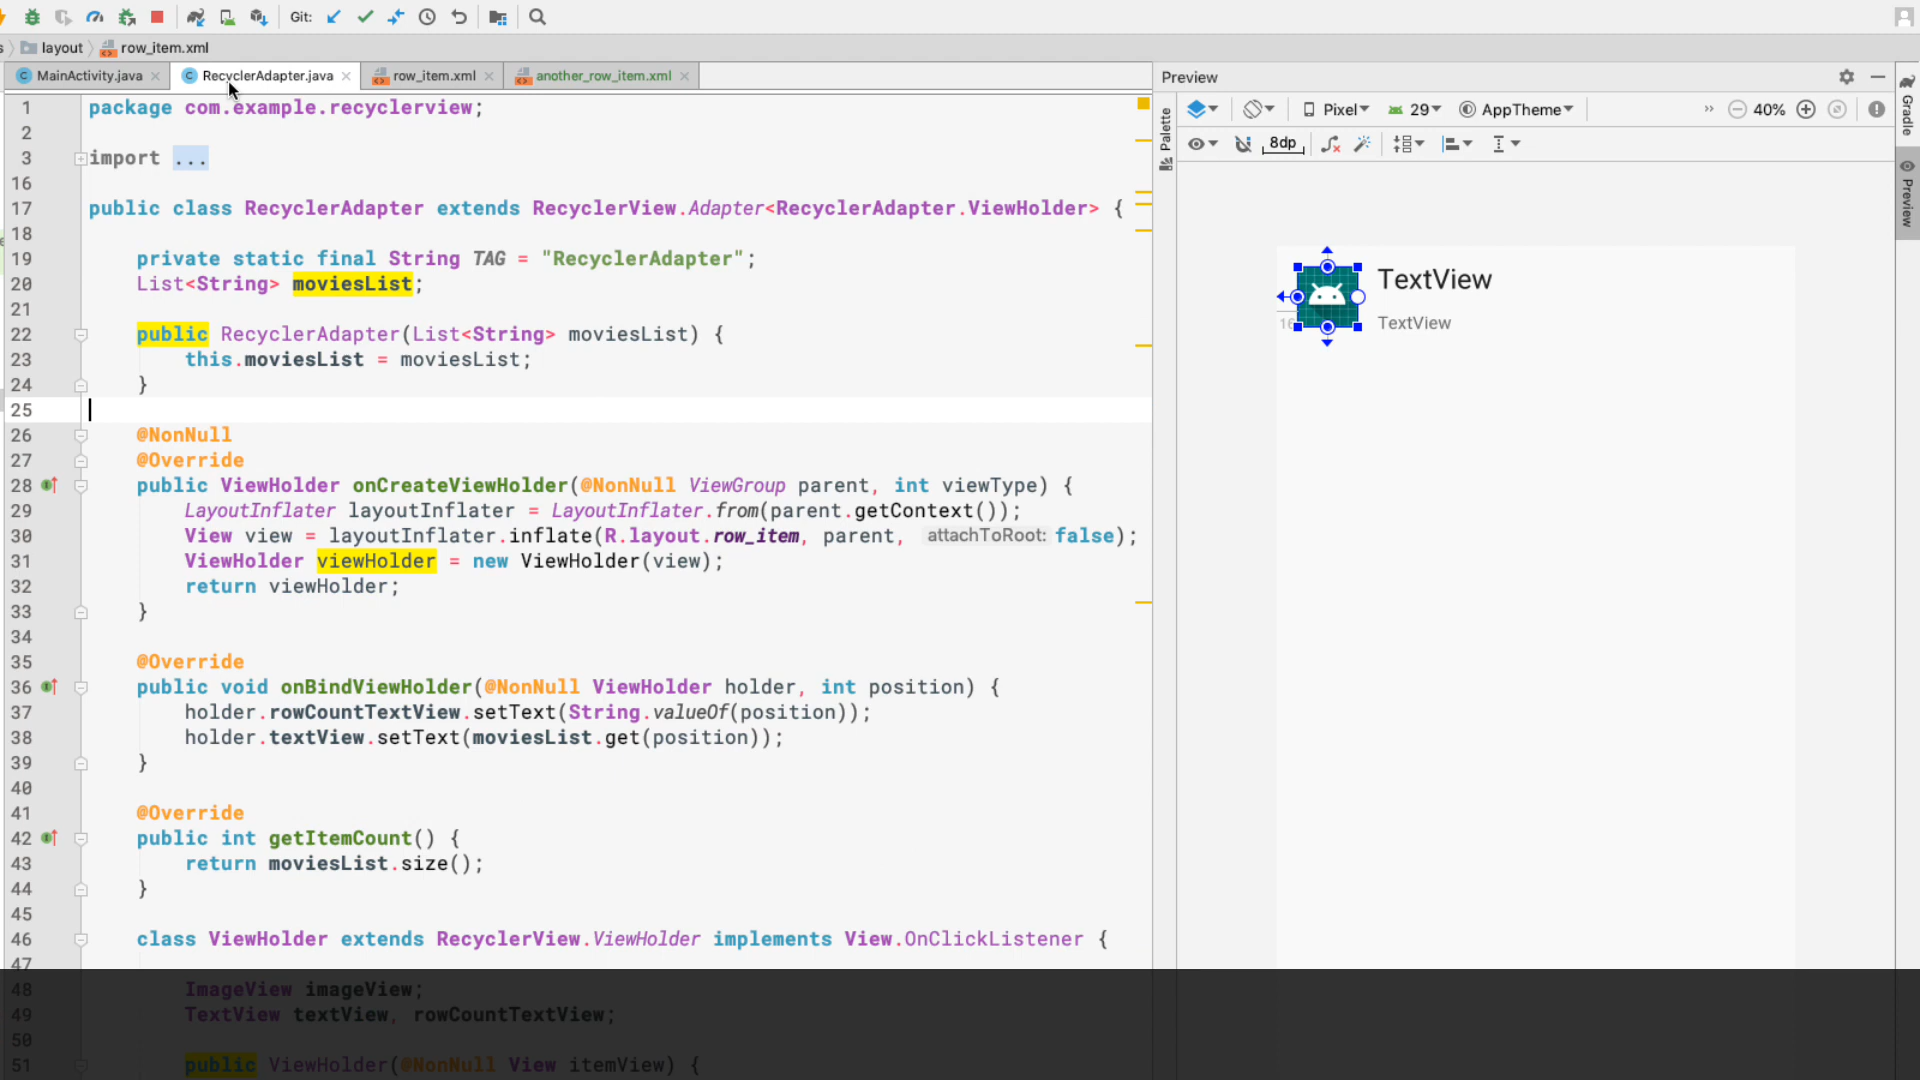 Git:
layout
row_item.xml
MainActivity.java
RecyclerAdapter.java
row_item.xml
another_row_item.xml
Preview
Palette
Pixel
29
AppTheme
40%
8dp
Gradle
Preview
TextView
TextView
1 package com.example.recyclerview;
2
3 import ...
16
17 public class RecyclerAdapter extends RecyclerView.Adapter<RecyclerAdapter.ViewHolder> {
18
19 private static final String TAG = "RecyclerAdapter";
20 List<String> moviesList;
21
22 public RecyclerAdapter(List<String> moviesList) {
23 this.moviesList = moviesList;
24 }
25
26 @NonNull
27 @Override
28 public ViewHolder onCreateViewHolder(@NonNull ViewGroup parent, int viewType) {
29 LayoutInflater layoutInflater = LayoutInflater.from(parent.getContext());
30 View view = layoutInflater.inflate(R.layout.row_item, parent, attachToRoot: false);
31 ViewHolder viewHolder = new ViewHolder(view);
32 return viewHolder;
33 }
34
35 @Override
36 public void onBindViewHolder(@NonNull ViewHolder holder, int position) {
37 holder.rowCountTextView.setText(String.valueOf(position));
38 holder.textView.setText(moviesList.get(position));
39 }
40
41 @Override
42 public int getItemCount() {
43 return moviesList.size();
44 }
45
46 class ViewHolder extends RecyclerView.ViewHolder implements View.OnClickListener {
47
48 ImageView imageView;
49 TextView textView, rowCountTextView;
50
51 public ViewHolder(@NonNull View itemView) {